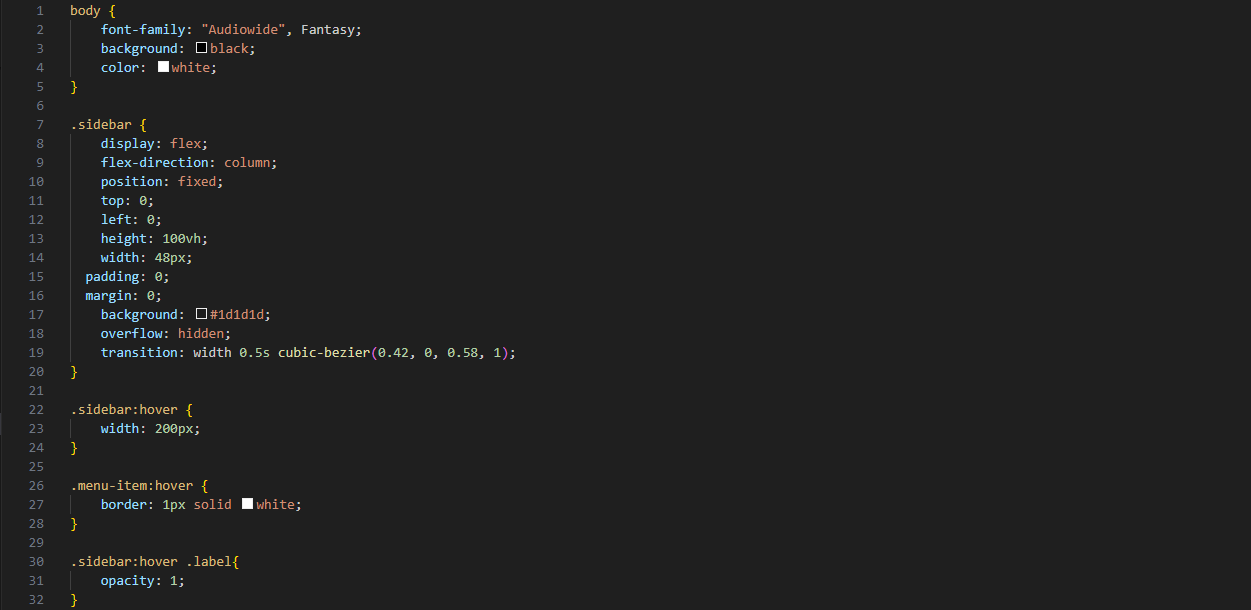 1 body {
2     font-family: "Audiowide", Fantasy;
3     background: black;
4     color: white;
5 }
6
7 .sidebar {
8     display: flex;
9     flex-direction: column;
10     position: fixed;
11     top: 0;
12     left: 0;
13     height: 100vh;
14     width: 48px;
15   padding: 0;
16   margin: 0;
17     background: #1d1d1d;
18     overflow: hidden;
19     transition: width 0.5s cubic-bezier(0.42, 0, 0.58, 1);
20 }
21
22 .sidebar:hover {
23     width: 200px;
24 }
25
26 .menu-item:hover {
27     border: 1px solid white;
28 }
29
30 .sidebar:hover .label{
31     opacity: 1;
32 }